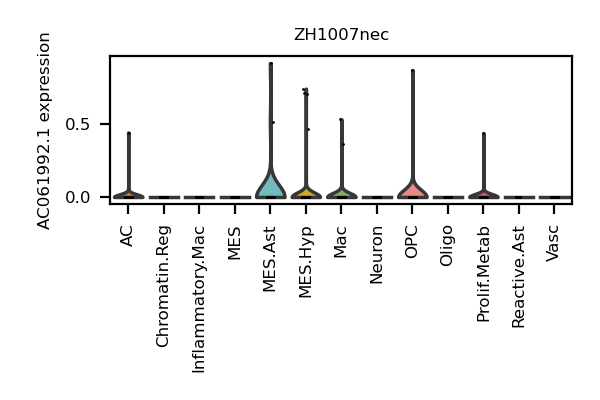 ZH1007nec
AC061992.1 expression
0.5
0.0
AC
Chromatin.Reg
Inflammatory.Mac
MES
MES.Ast
MES.Hyp
Mac
Neuron
OPC
Oligo
Prolif.Metab
Reactive.Ast
Vasc